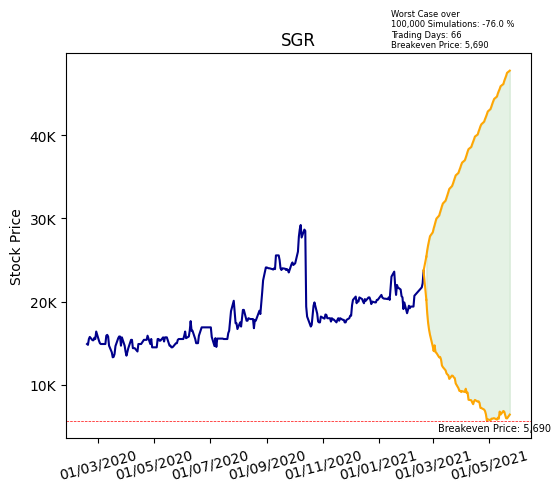 Worst Case over
100,000 Simulations: -76.0 %
Trading Days: 66
Breakeven Price: 5,690
SGR
Stock Price
40K
30K
20K
10K
Breakeven Price: 5,690
01/03/2020 01/05/2020 01/07/2020 01/09/2020 01/11/2020 01/01/2021 01/03/2021 01/05/2021